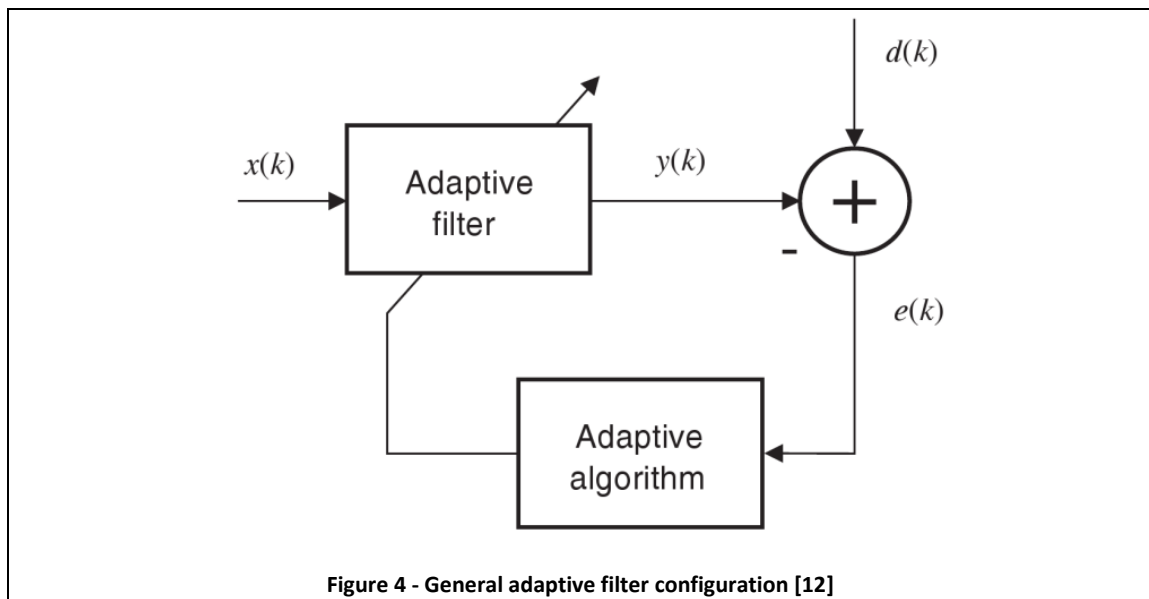 d(k)
x(k)
Adaptive
filter
y(k)
+
-
e(k)
Adaptive
algorithm
Figure 4 - General adaptive filter configuration [12]